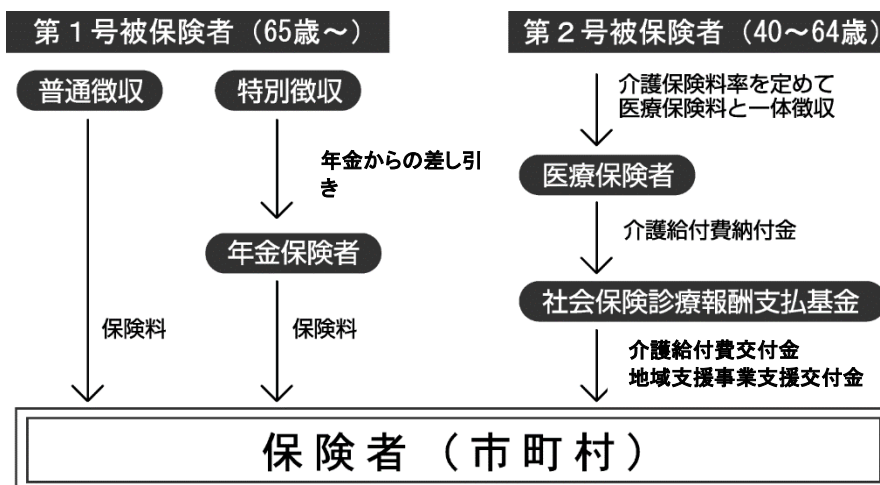 第１号被保険者（65歳～）
第２号被保険者（40～64歳）
普通徴収
特別徴収
介護保険料率を定めて
医療保険料と一体徴収
年金からの差し引
き
医療保険者
年金保険者
介護給付費納付金
社会保険診療報酬支払基金
保険料
保険料
介護給付費交付金
地域支援事業支援交付金
保険者（市町村）